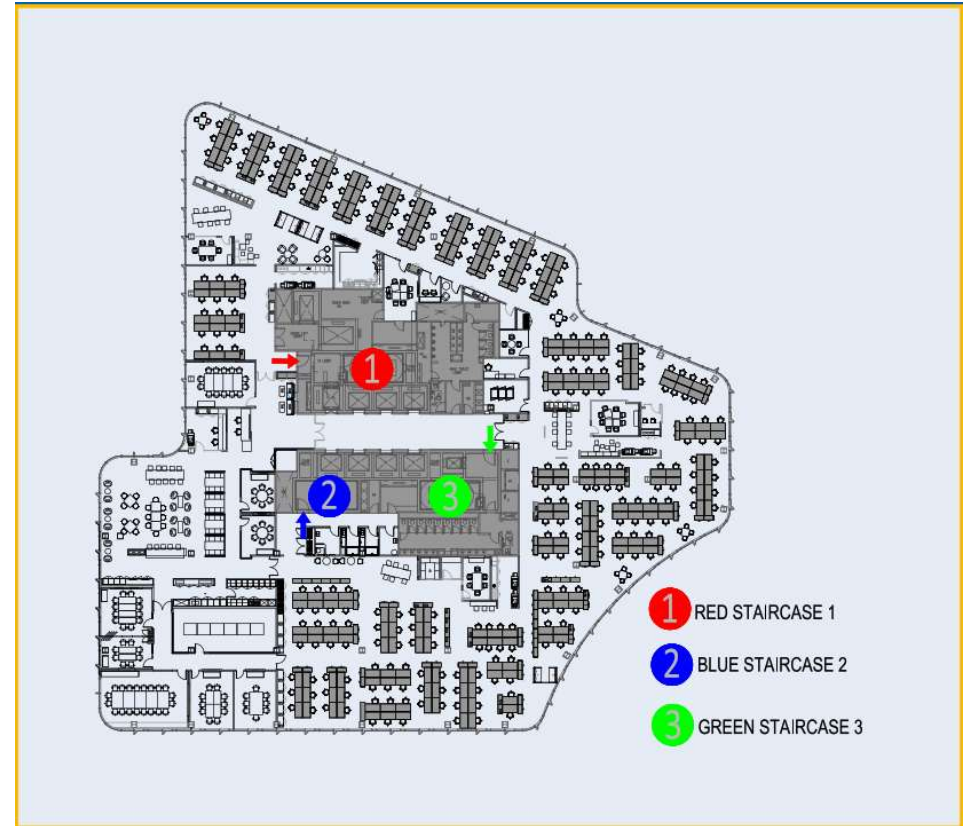 1
2
3
1 RED STAIRCASE 1
2 BLUE STAIRCASE 2
3 GREEN STAIRCASE 3